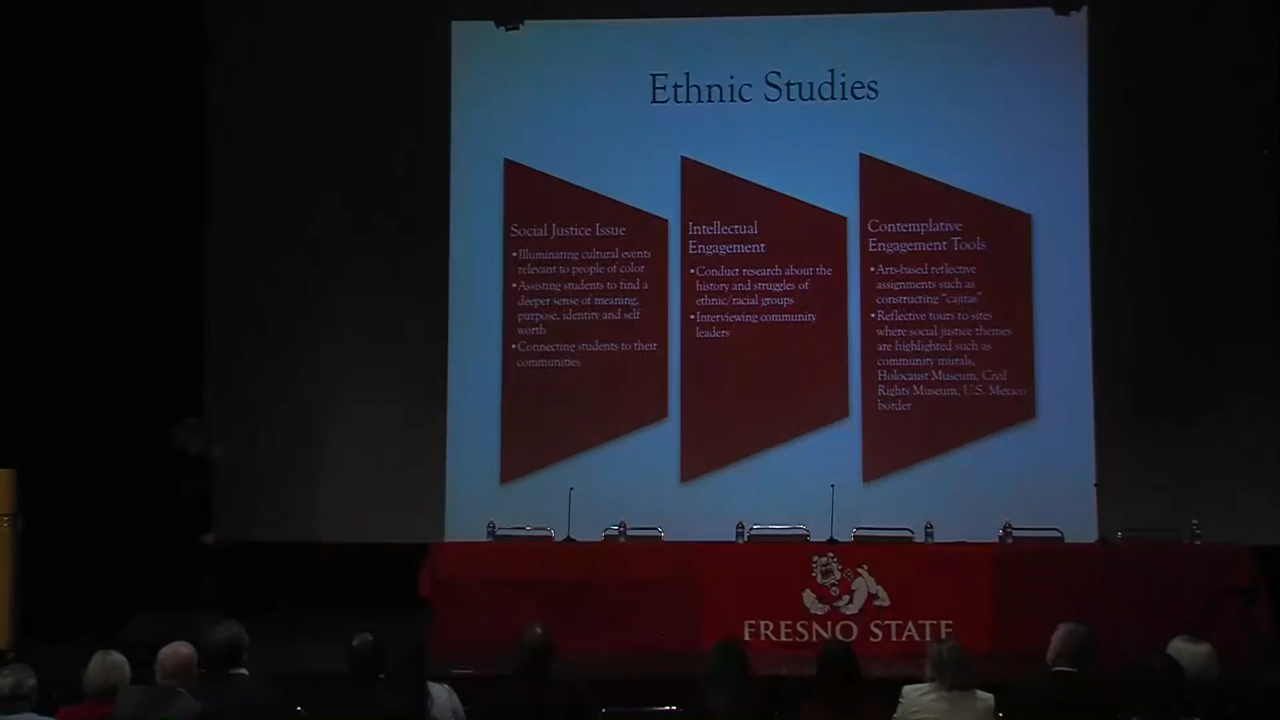 Ethnic Studies
Social Justice Issue
•Illuminating cultural events
relevant to people of color
•Assisting students to find a
deeper sense of meaning,
purpose, identity and self
worth
•Connecting students to their
communities
Intellectual
Engagement
•Conduct research about the
history and struggles of
ethnic/racial groups
•Interviewing community
leaders
Contemplative
Engagement Tools
•Arts-based reflective
assignments such as
constructing "cajitas"
•Reflective tours to sites
where social justice themes
are highlighted such as
community murals,
Holocaust Museum, Civil
Rights Museum, U.S. Mexico
border
FRESNO STATE